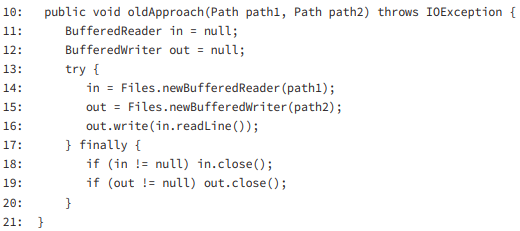 10:   public void oldApproach(Path path1, Path path2) throws IOException {
11:      BufferedReader in = null;
12:      BufferedWriter out = null;
13:      try {
14:         in = Files.newBufferedReader(path1);
15:         out = Files.newBufferedWriter(path2);
16:         out.write(in.readLine());
17:      } finally {
18:         if (in != null) in.close();
19:         if (out != null) out.close();
20:      }
21:  }